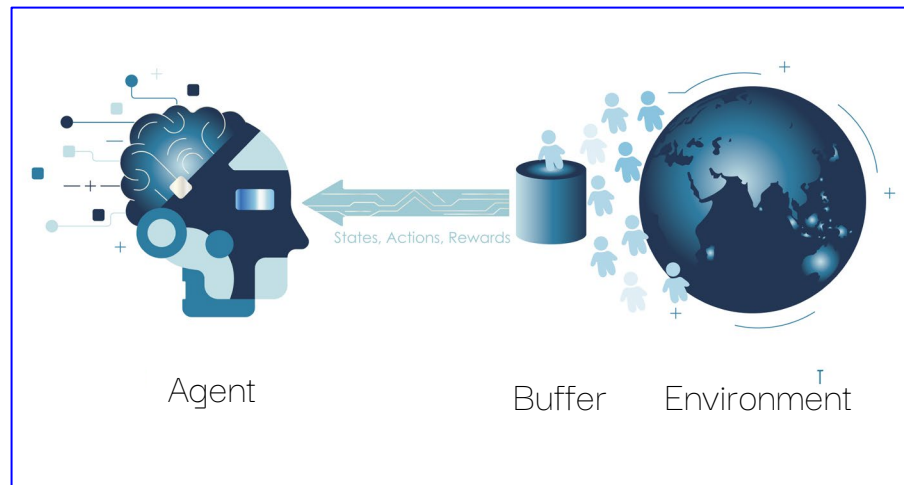 States, Actions, Rewards
Agent
Buffer
Environment
T